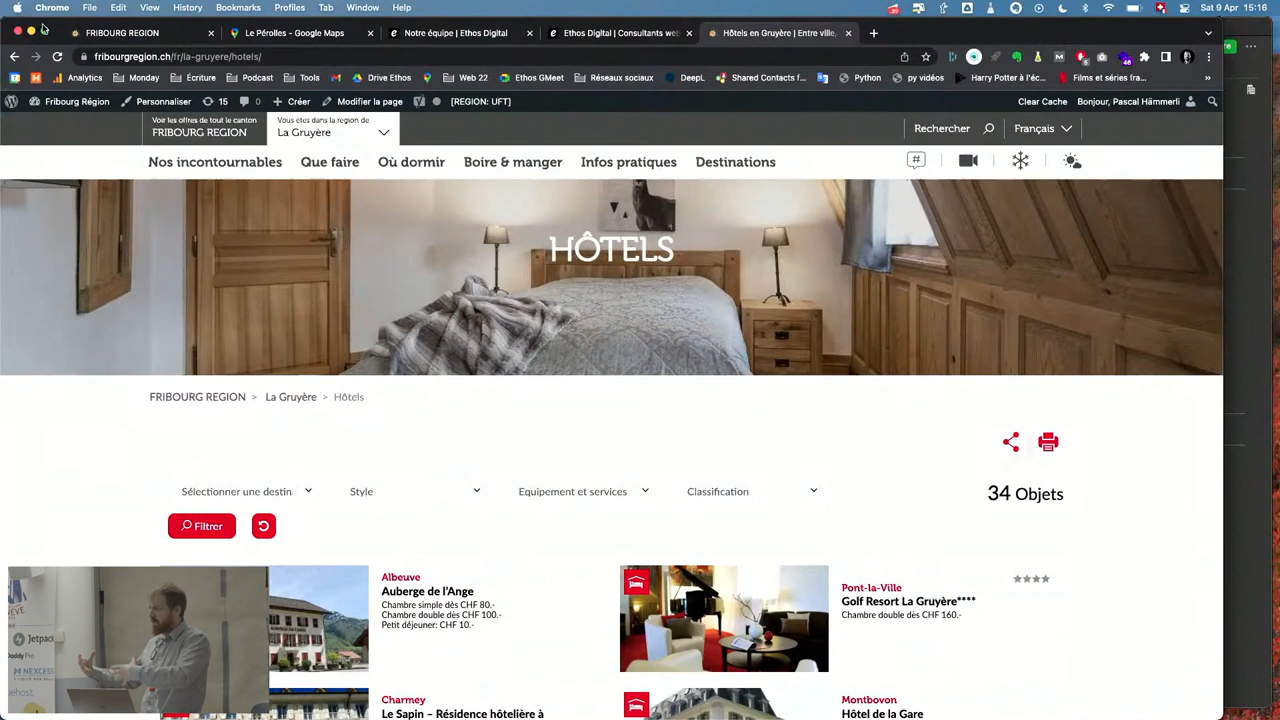 Chrome File Edit View History Bookmarks Profiles Tab Window Help Sat 9 Apr 15:16
FRIBOURG REGION Le Pérolles - Google Maps Notre équipe | Ethos Digital Ethos Digital | Consultants web Hôtels en Gruyère | Entre ville,
fribourgregion.ch/fr/la-gruyere/hotels/
Analytics Monday Écriture Podcast Tools Drive Ethos Web 22 Ethos GMeet Réseaux sociaux DeepL Shared Contacts f... Python py vidéos Harry Potter à l'éc... Films et séries fra... »
Fribourg Région Personnaliser 15 0 Créer Modifier la page [REGION: UFT] Clear Cache Bonjour, Pascal Hämmerli
Voir les offres de tout le canton
FRIBOURG REGION
Vous êtes dans la région de
La Gruyère
Rechercher Français
Nos incontournables Que faire Où dormir Boire & manger Infos pratiques Destinations #
HÔTELS
FRIBOURG REGION > La Gruyère > Hôtels
Sélectionner une destin Style Equipement et services Classification
34 Objets
Filtrer
Albeuve
Auberge de l'Ange
Chambre simple dès CHF 80.-
Chambre double dès CHF 100.-
Petit déjeuner: CHF 10.-
Pont-la-Ville
Golf Resort La Gruyère****
Chambre double dès CHF 160.-
Charmey
Le Sapin – Résidence hôtelière à
Montbovon
Hôtel de la Gare
Jetpack
NEXCESS